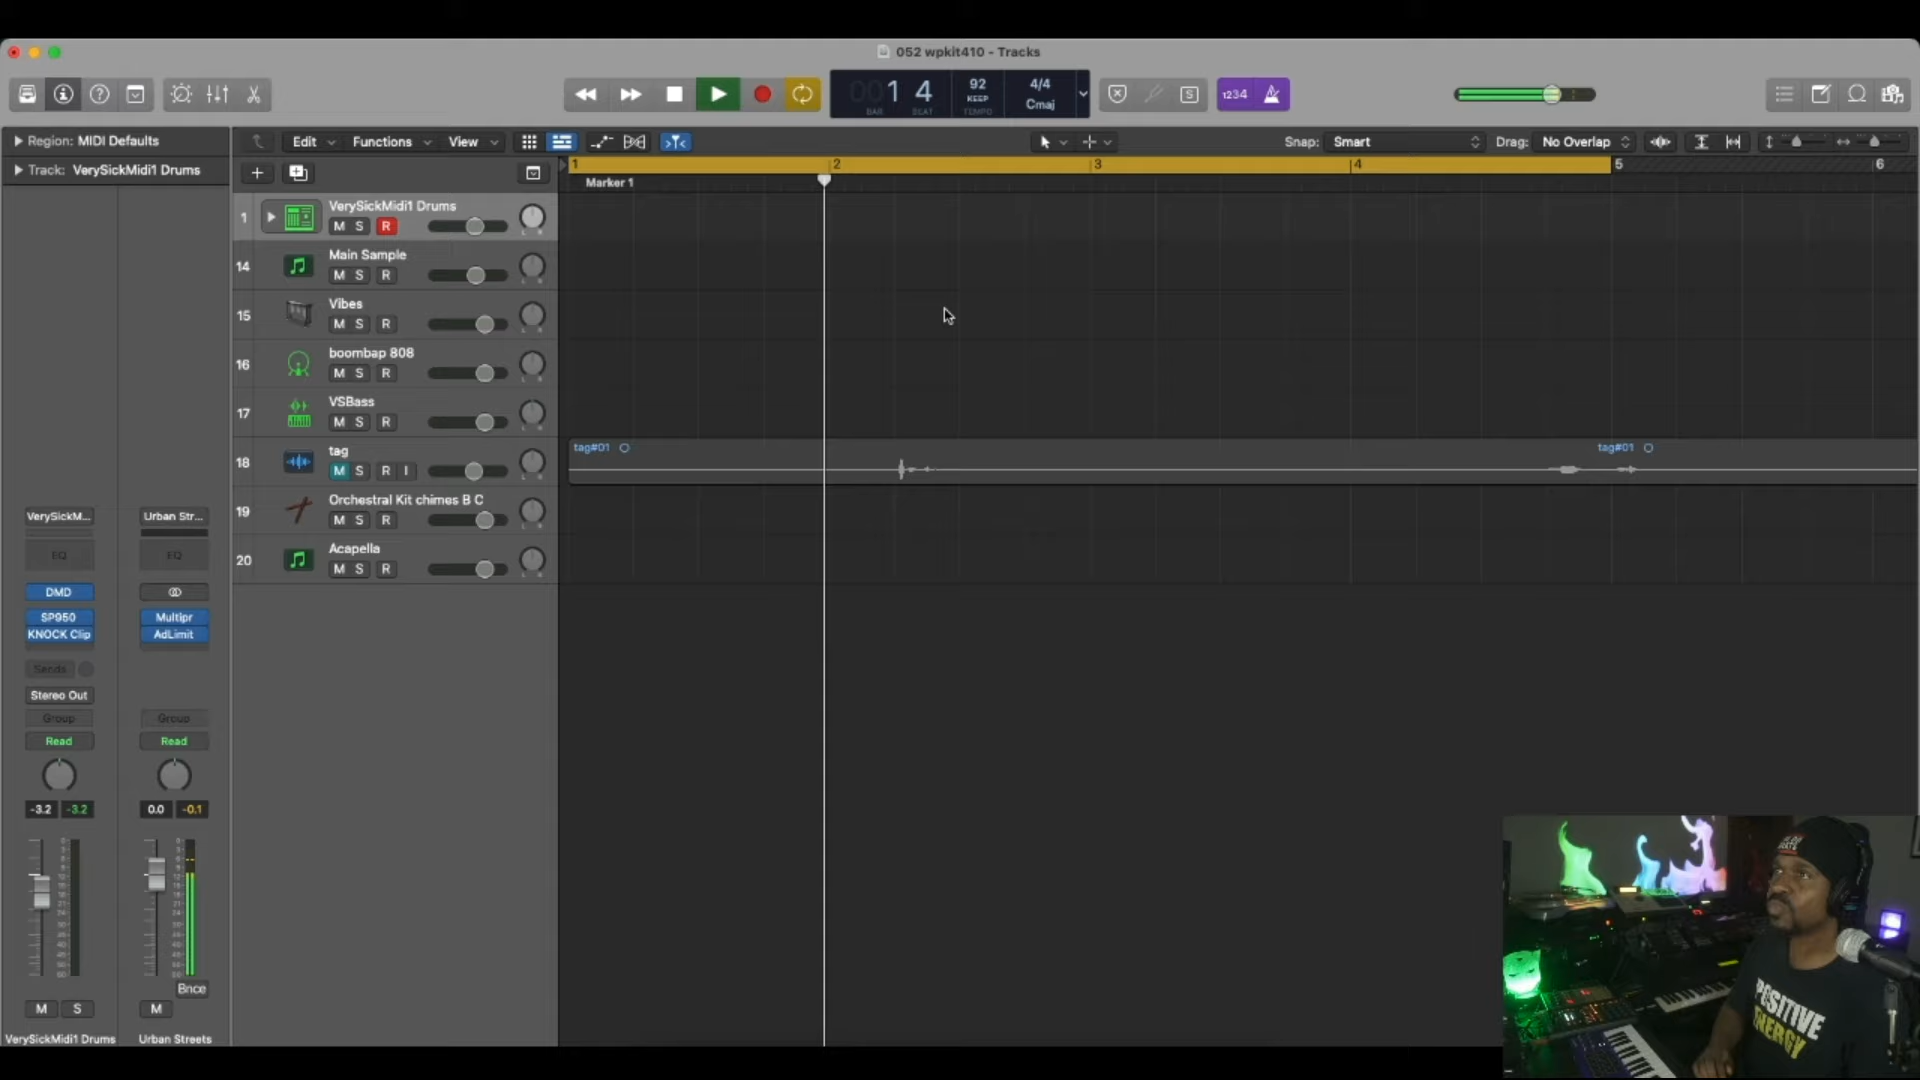 052 wpkit410 - Tracks
001 4
BAR BEAT
92
KEEP
TEMPO
4/4
Cmaj
S
1234
Region: MIDI Defaults
Edit Functions View
Snap: Smart
Drag: No Overlap
Track: VerySickMidi1 Drums
1 2 3 4 5 6
Marker 1
1 VerySickMidi1 Drums
M S R
14 Main Sample
M S R
15 Vibes
M S R
16 boombap 808
M S R
17 VSBass
M S R
18 tag
M S R I
tag#01 tag#01
19 Orchestral Kit chimes B C
M S R
20 Acapella
M S R
VerySickM... Urban Str...
EQ EQ
DMD
SP950 Multipr
KNOCK Clip AdLimit
Sends
Stereo Out
Group Group
Read Read
-3.2 -3.2 0.0 -0.1
Bnce
M S M
VerySickMidi1 Drums Urban Streets
POSITIVE
ENERGY